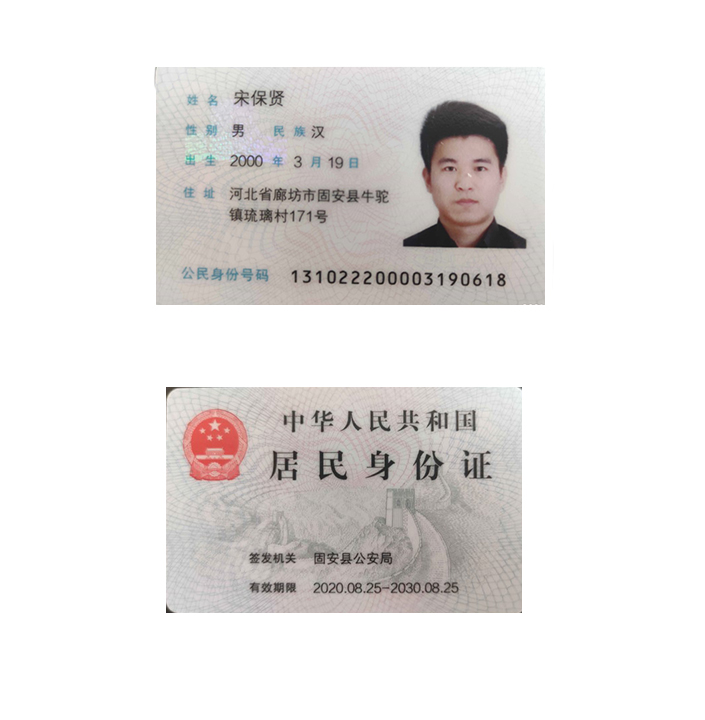 姓名 宋保贤
性别 男 民族 汉
出生 2000 年 3 月 19 日
住址 河北省廊坊市固安县牛驼
镇琉璃村171号
公民身份号码 131022200003190618
中华人民共和国
居民身份证
签发机关 固安县公安局
有效期限 2020.08.25-2030.08.25